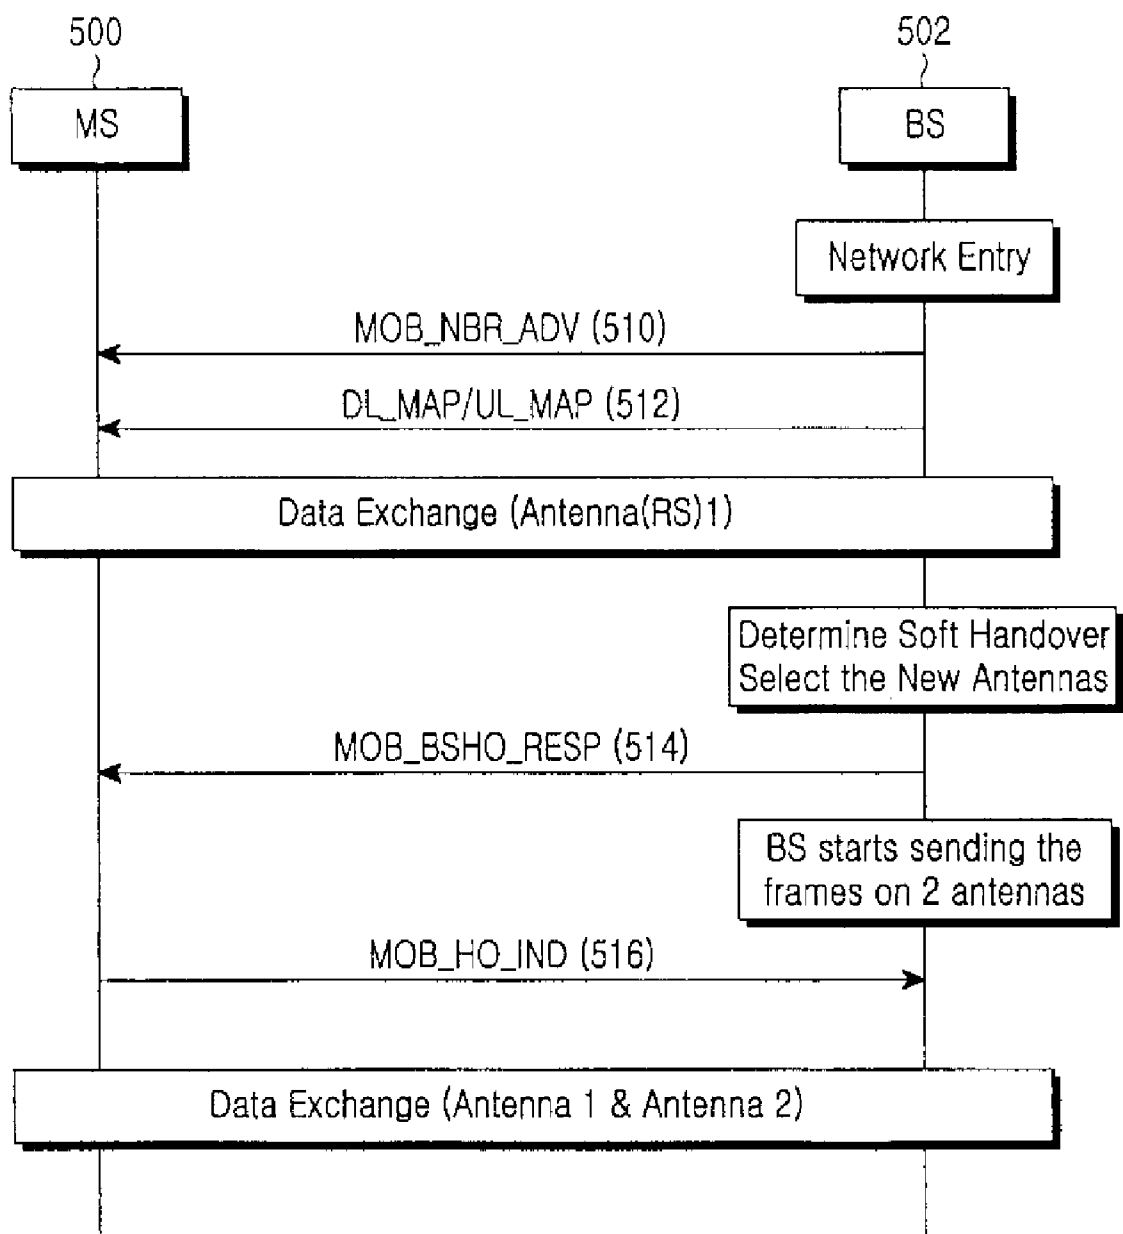 500
502
MS
BS
Network Entry
MOB_NBR_ADV (510)
DL_MAP/UL_MAP (512)
Data Exchange (Antenna(RS)1)
Determine Soft Handover
Select the New Antennas
MOB_BSHO_RESP (514)
BS starts sending the
frames on 2 antennas
MOB_HO_IND (516)
Data Exchange (Antenna 1 & Antenna 2)